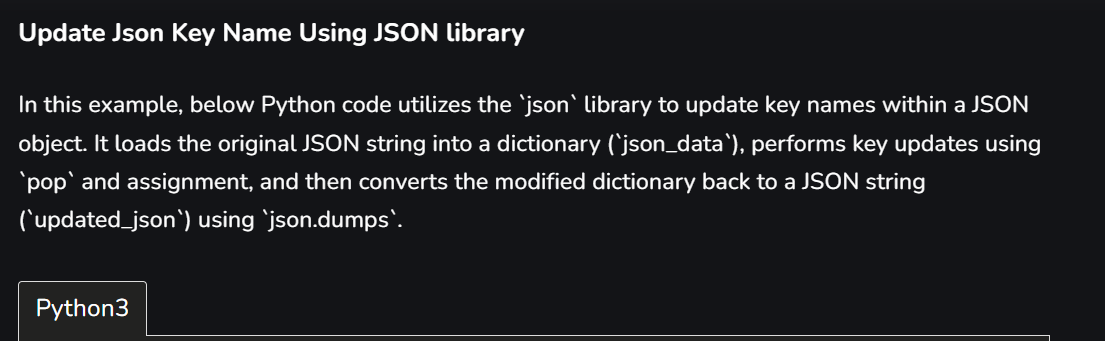 Update Json Key Name Using JSON library
In this example, below Python code utilizes the `json` library to update key names within a JSON
object. It loads the original JSON string into a dictionary (`json_data`), performs key updates using
`pop` and assignment, and then converts the modified dictionary back to a JSON string
(`updated_json`) using `json.dumps`.
Python3